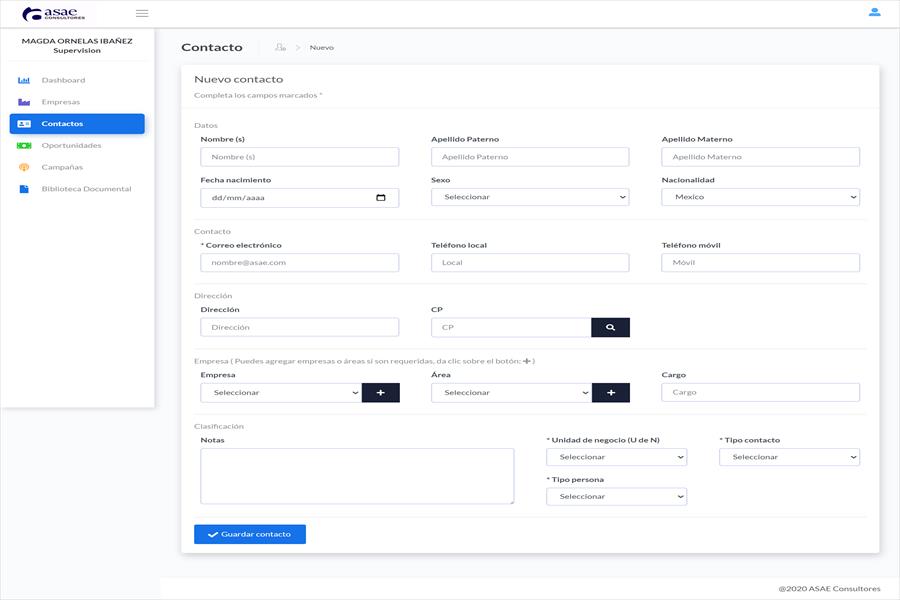 asae
CONSULTORES
MAGDA ORNELAS IBAÑEZ
Supervision
Dashboard
Empresas
Contactos
Oportunidades
Campañas
Biblioteca Documental
Contacto
Nuevo
Nuevo contacto
Completa los campos marcados *
Datos
Nombre (s) Apellido Paterno Apellido Materno
Nombre (s) Apellido Paterno Apellido Materno
Fecha nacimiento Sexo Nacionalidad
dd/mm/aaaa Seleccionar Mexico
Contacto
* Correo electrónico Teléfono local Teléfono móvil
nombre@asae.com Local Móvil
Dirección
Dirección CP
Dirección CP
Empresa ( Puedes agregar empresas o áreas si son requeridas, da clic sobre el botón: + )
Empresa Área Cargo
Seleccionar + Seleccionar + Cargo
Clasificación
Notas * Unidad de negocio (U de N) * Tipo contacto
Seleccionar Seleccionar
* Tipo persona
Seleccionar
Guardar contacto
@2020 ASAE Consultores